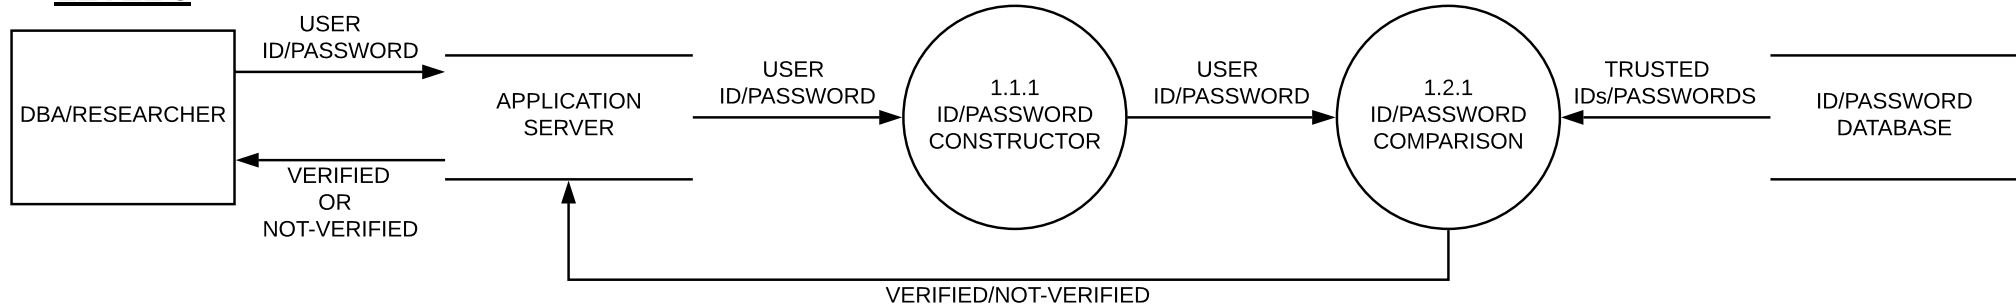 USER
ID/PASSWORD
DBA/RESEARCHER
VERIFIED
OR
NOT-VERIFIED
APPLICATION
SERVER
USER
ID/PASSWORD
1.1.1
ID/PASSWORD
CONSTRUCTOR
USER
ID/PASSWORD
1.2.1
ID/PASSWORD
COMPARISON
TRUSTED
IDs/PASSWORDS
ID/PASSWORD
DATABASE
VERIFIED/NOT-VERIFIED